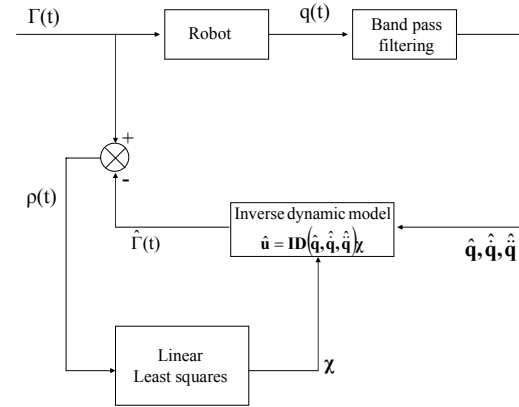 Γ(t)
Robot
q(t)
Band pass
filtering
+
-
ρ(t)
Γ̂(t)
Inverse dynamic model
û = ID(q̂, q̂̇, q̂̈)χ
q̂, q̂̇, q̂̈
Linear
Least squares
χ